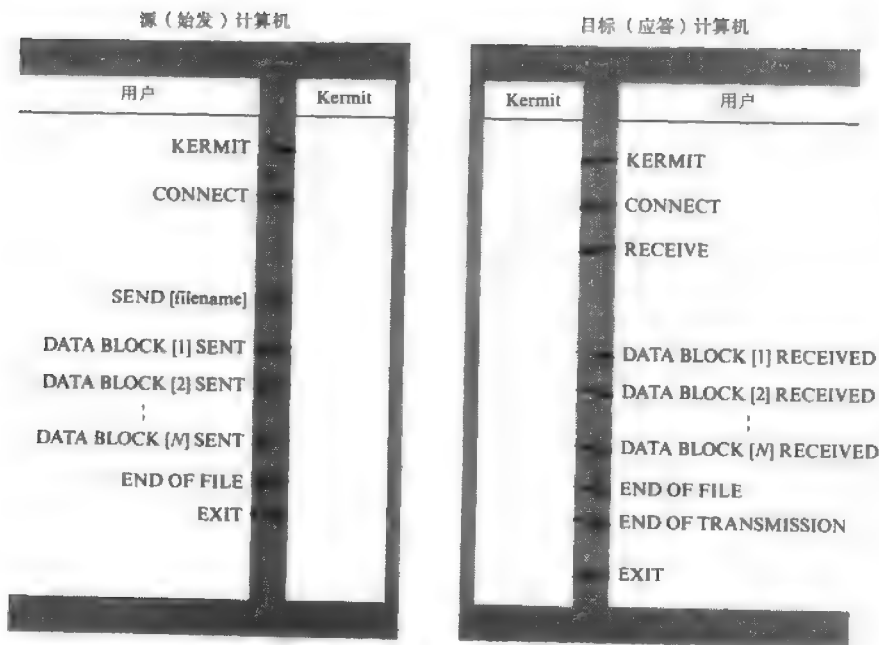 源（始发）计算机
用户
Kermit
KERMIT
CONNECT
SEND [filename]
DATA BLOCK [1] SENT
DATA BLOCK [2] SENT
DATA BLOCK [N] SENT
END OF FILE
EXIT
目标（应答）计算机
Kermit
用户
KERMIT
CONNECT
RECEIVE
DATA BLOCK [1] RECEIVED
DATA BLOCK [2] RECEIVED
DATA BLOCK [N] RECEIVED
END OF FILE
END OF TRANSMISSION
EXIT